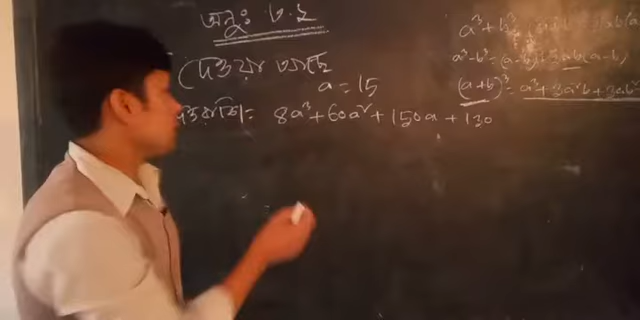 অনুঃ ৩.২
দেওয়া আছে
a = 15
= 8a³ + 60a² + 150a + 130
a³ + b³
a³ - b³ = (a - b)³ + 3ab (a - b)
(a + b)³ = a³ + 3a²b + 3ab²